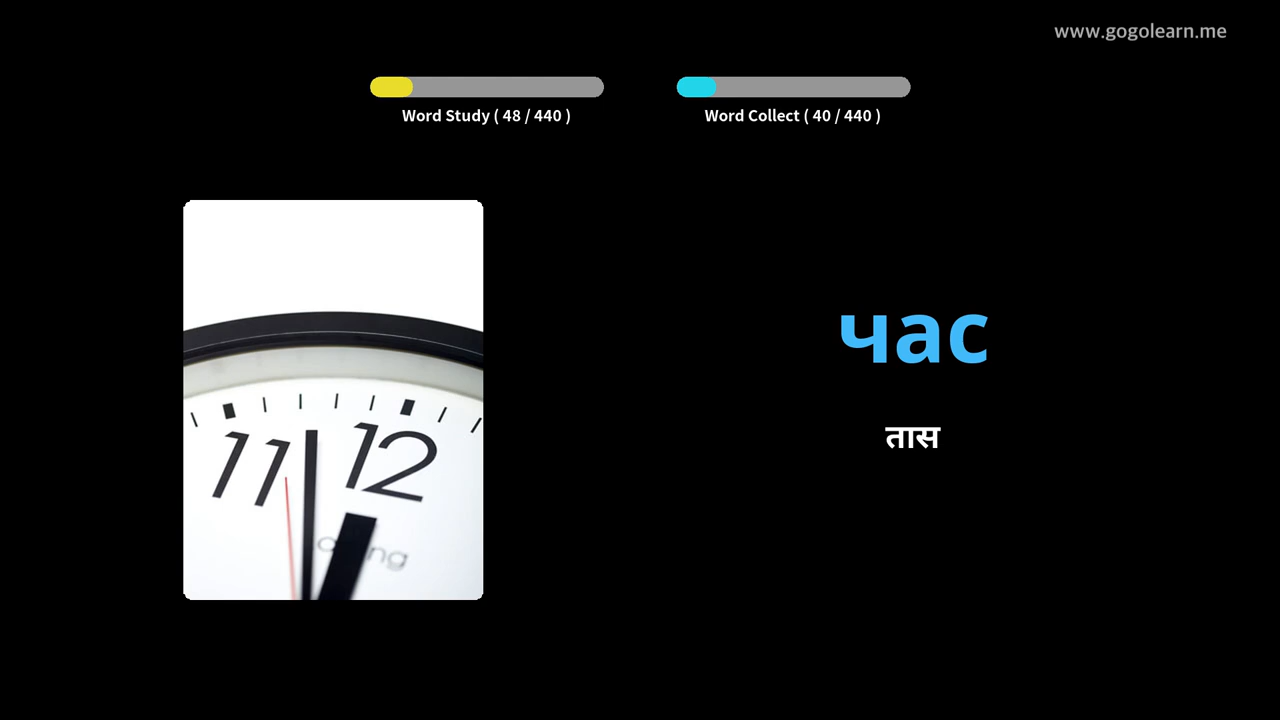 www.gogolearn.me
Word Study ( 48 / 440 )
Word Collect ( 40 / 440 )
час
तास
11
12